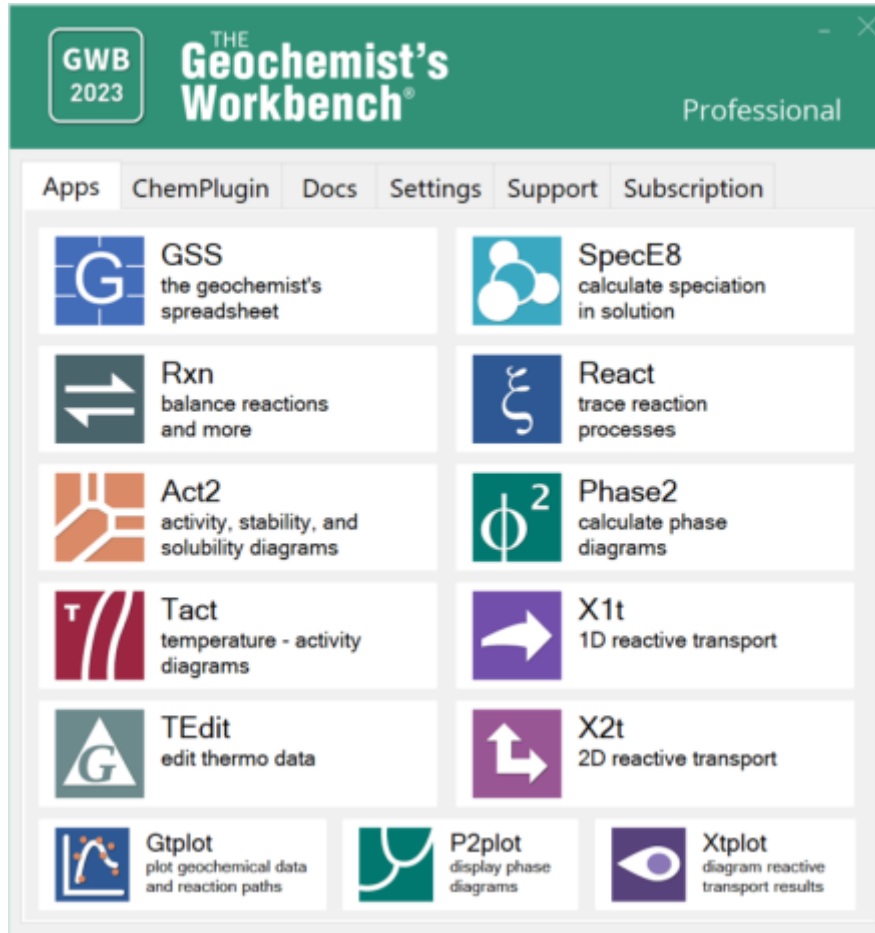 GWB
2023
THE
Geochemist's
Workbench®
Professional
Apps ChemPlugin Docs Settings Support Subscription
G
GSS
the geochemist's
spreadsheet
SpecE8
calculate speciation
in solution
Rxn
balance reactions
and more
ξ
React
trace reaction
processes
Act2
activity, stability, and
solubility diagrams
ϕ2
Phase2
calculate phase
diagrams
T
Tact
temperature - activity
diagrams
X1t
1D reactive transport
G
TEdit
edit thermo data
X2t
2D reactive transport
Gtplot
plot geochemical data
and reaction paths
P2plot
display phase
diagrams
Xtplot
diagram reactive
transport results